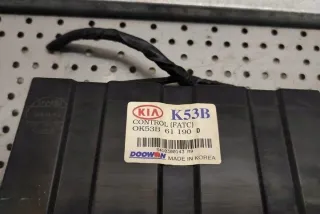 KIA K53B
CONTROL (FATC)
OK53B 61 190 D
DOOWON MADE IN KOREA